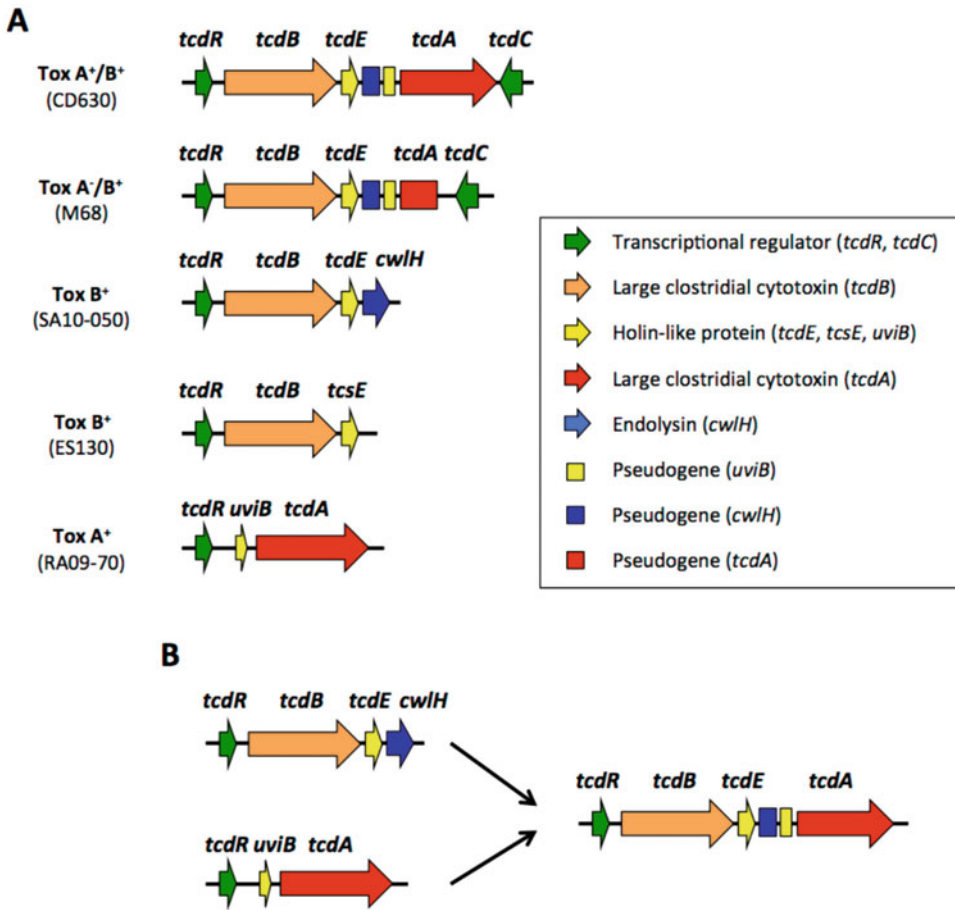 A
tcdR tcdB tcdE tcdA tcdC
Tox A⁺/B⁺
(CD630)
tcdR tcdB tcdE tcdA tcdC
Tox A⁻/B⁺
(M68)
tcdR tcdB tcdE cwlH
Tox B⁺
(SA10-050)
tcdR tcdB tcsE
Tox B⁺
(ES130)
tcdR uviB tcdA
Tox A⁺
(RA09-70)
Transcriptional regulator (tcdR, tcdC)
Large clostridial cytotoxin (tcdB)
Holin-like protein (tcdE, tcsE, uviB)
Large clostridial cytotoxin (tcdA)
Endolysin (cwlH)
Pseudogene (uviB)
Pseudogene (cwlH)
Pseudogene (tcdA)
B
tcdR tcdB tcdE cwlH
tcdR uviB tcdA
tcdR tcdB tcdE tcdA